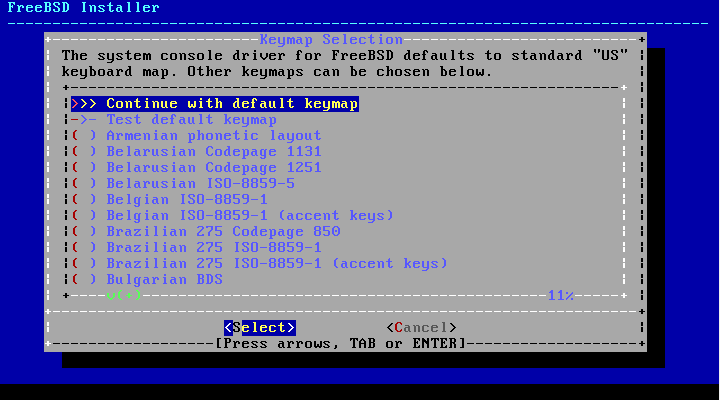 FreeBSD Installer
Keymap Selection
The system console driver for FreeBSD defaults to standard "US"
keyboard map. Other keymaps can be chosen below.
>>> Continue with default keymap
->- Test default keymap
( ) Armenian phonetic layout
( ) Belarusian Codepage 1131
( ) Belarusian Codepage 1251
( ) Belarusian ISO-8859-5
( ) Belgian ISO-8859-1
( ) Belgian ISO-8859-1 (accent keys)
( ) Brazilian 275 Codepage 850
( ) Brazilian 275 ISO-8859-1
( ) Brazilian 275 ISO-8859-1 (accent keys)
( ) Bulgarian BDS
v(+) 11%
<Select> <Cancel>
[Press arrows, TAB or ENTER]